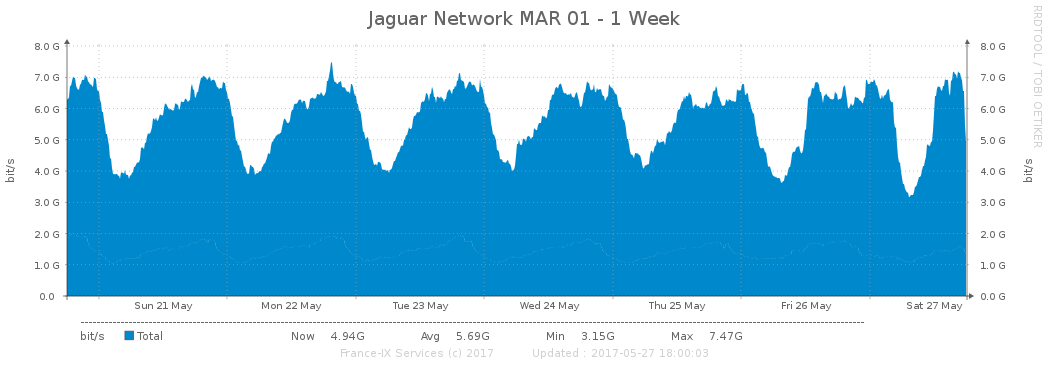 Jaguar Network MAR 01 - 1 Week
RRDTOOL / TOBI OETIKER
8.0 G 8.0 G
7.0 G 7.0 G
6.0 G 6.0 G
5.0 G 5.0 G
4.0 G 4.0 G
3.0 G 3.0 G
2.0 G 2.0 G
1.0 G 1.0 G
0.0 0.0 G
bit/s bit/s
Sun 21 May Mon 22 May Tue 23 May Wed 24 May Thu 25 May Fri 26 May Sat 27 May
bit/s Total Now 4.94G Avg 5.69G Min 3.15G Max 7.47G
France-IX Services (c) 2017 Updated : 2017-05-27 18:00:03